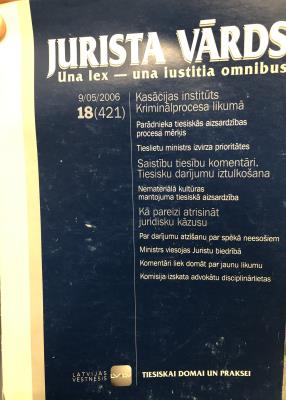 JURISTA VĀRDS
Una lex — una iustitia omnibus
9/05/2006
18(421)
Kasācijas institūts
Kriminālprocesa likumā
Parādnieka tiesiskās aizsardzības
procesa mērķis
Tieslietu ministrs izvirza prioritātes
Saistību tiesību komentāri.
Tiesisku darījumu iztulkošana
Nemateriālā kultūras
mantojuma tiesiskā aizsardzība
Kā pareizi atrisināt
juridisku kāzusu
Par darījumu atzīšanu par spēkā neesošiem
Ministrs viesojas Juristu biedrībā
Komentāri liek domāt par jaunu likumu
Komisija izskata advokātu disciplinārlietas
LATVIJAS
VĒSTNESIS
TIESISKAI DOMAI UN PRAKSEI